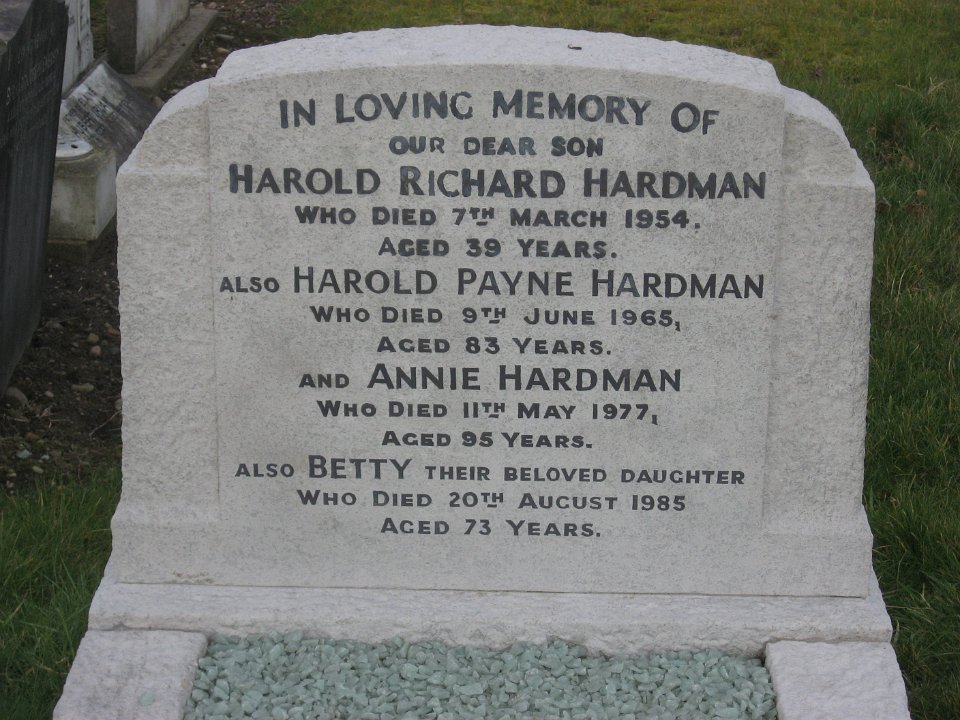 IN LOVING MEMORY OF
OUR DEAR SON
HAROLD RICHARD HARDMAN
WHO DIED 7TH MARCH 1954,
AGED 39 YEARS.
ALSO HAROLD PAYNE HARDMAN
WHO DIED 9TH JUNE 1965,
AGED 83 YEARS.
AND ANNIE HARDMAN
WHO DIED 11TH MAY 1977,
AGED 95 YEARS.
ALSO BETTY THEIR BELOVED DAUGHTER
WHO DIED 20TH AUGUST 1985
AGED 73 YEARS.